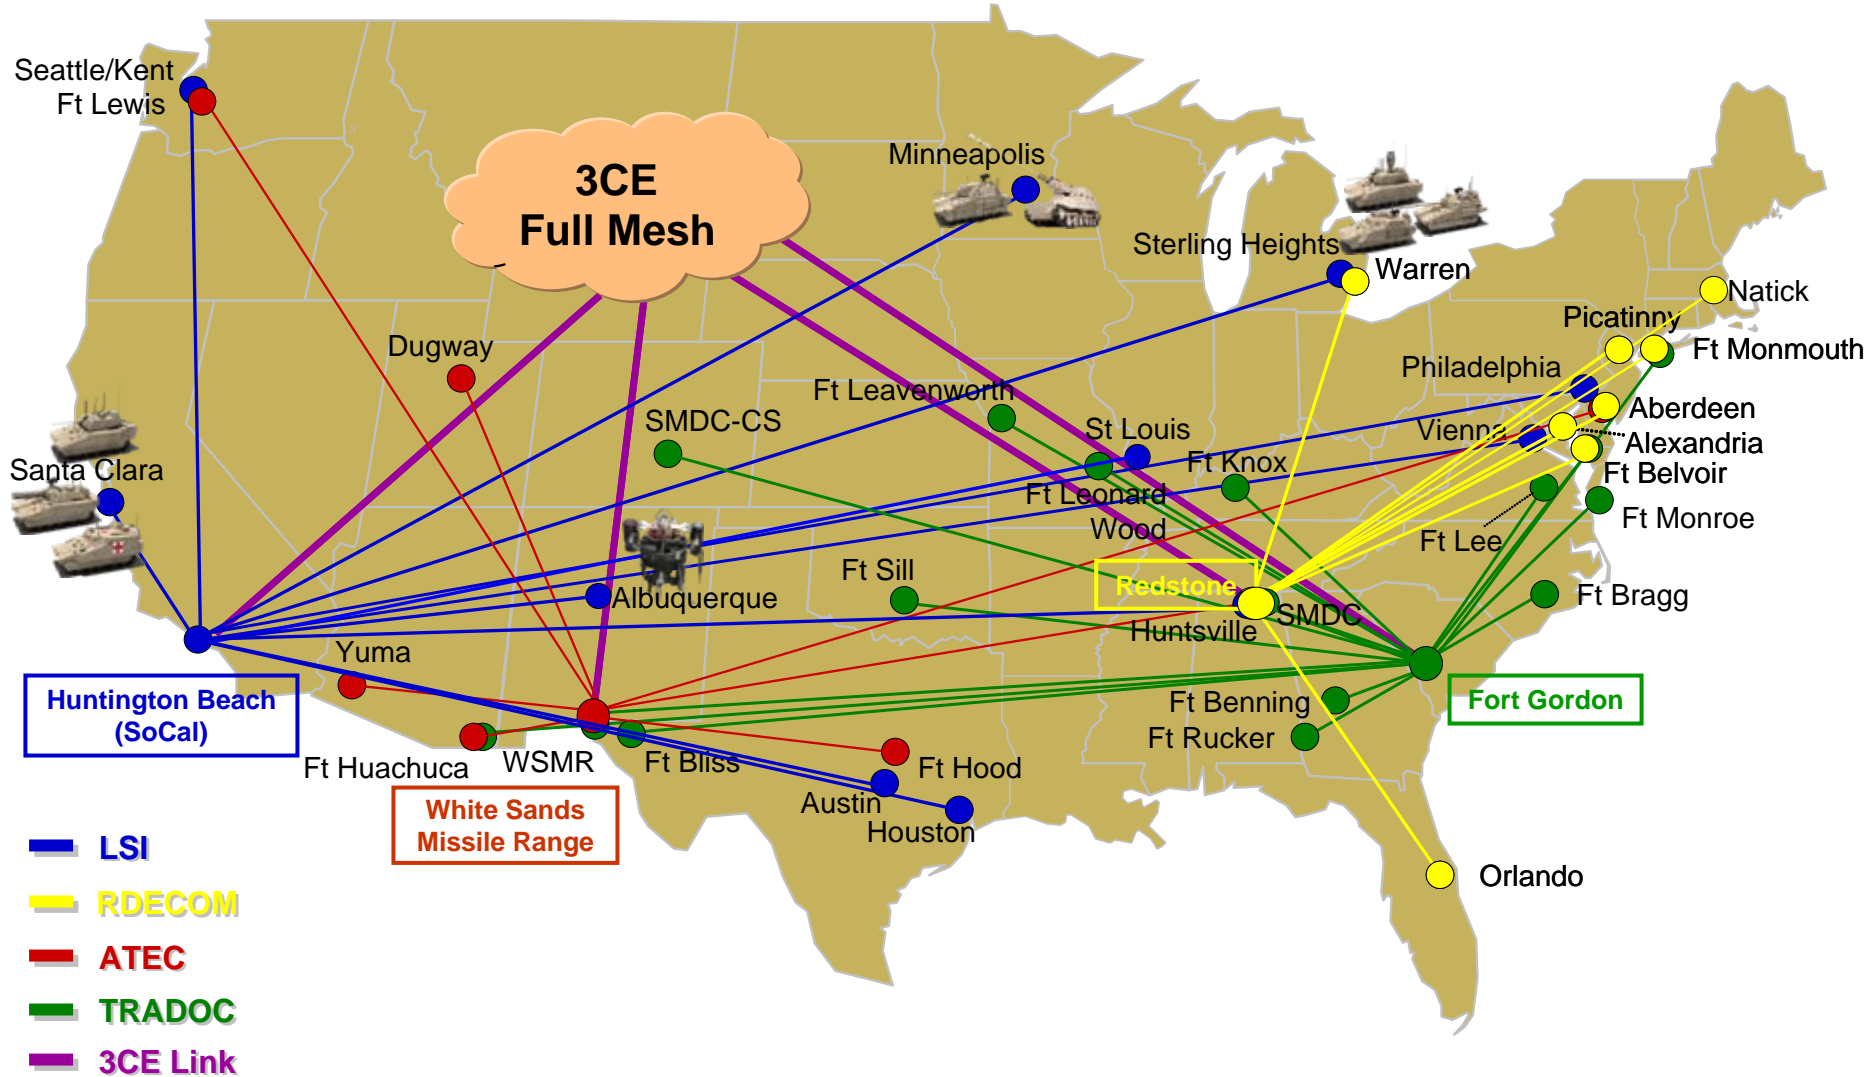 Seattle/Kent
Ft Lewis
3CE
Full Mesh
Minneapolis
Sterling Heights
Warren
Natick
Picatinny
Ft Monmouth
Dugway
Philadelphia
Ft Leavenworth
SMDC-CS
St Louis
Aberdeen
Vienna
Alexandria
Santa Clara
Ft Knox
Ft Belvoir
Ft Leonard
Wood
Ft Monroe
Ft Lee
Ft Sill
Redstone
Albuquerque
Ft Bragg
SMDC
Huntsville
Yuma
Huntington Beach
(SoCal)
Ft Benning
Fort Gordon
Ft Rucker
Ft Huachuca
WSMR
Ft Bliss
Ft Hood
White Sands
Missile Range
Austin
Houston
Orlando
LSI
RDECOM
ATEC
TRADOC
3CE Link